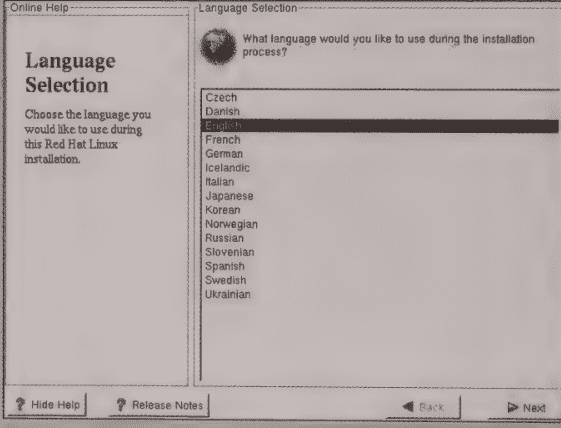 Online Help
Language
Selection
Choose the language you
would like to use during
this Red Hat Linux
installation.
Language Selection
What language would you like to use during the installation
process?
Czech
Danish
English
French
German
Icelandic
Italian
Japanese
Korean
Norwegian
Russian
Slovenian
Spanish
Swedish
Ukrainian
Hide Help
Release Notes
Back
Next